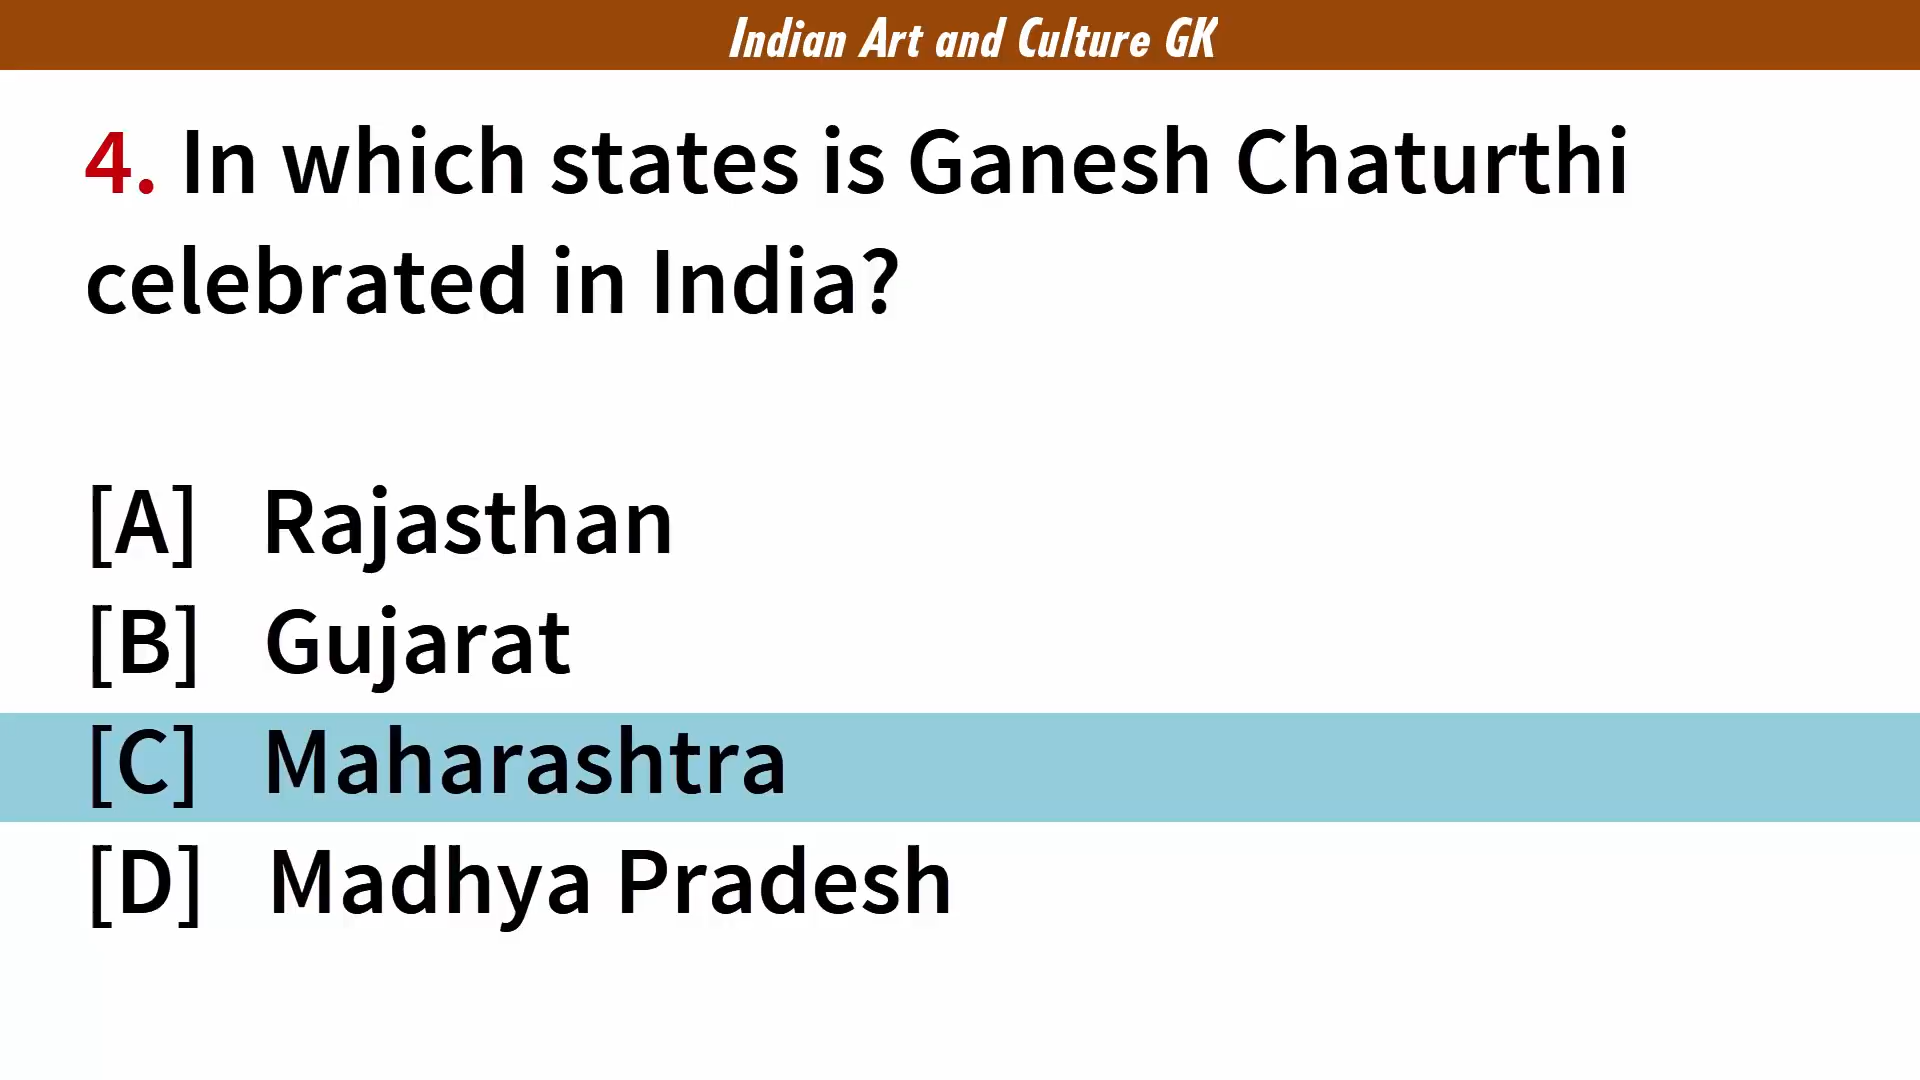 Indian Art and Culture GK
4. In which states is Ganesh Chaturthi
celebrated in India?
[A] Rajasthan
[B] Gujarat
[C] Maharashtra
[D] Madhya Pradesh